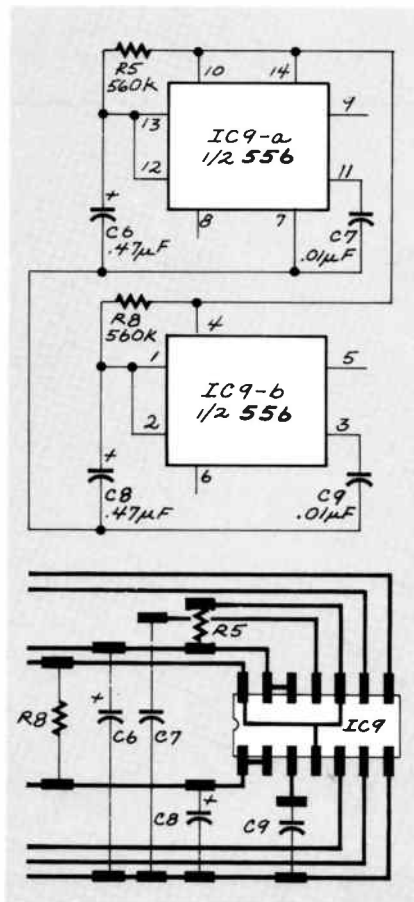 R5
560K
10
14
13
IC9-a
1/2 556
9
12
11
8
7
+
C6
.47µF
C7
.01µF
R8
560K
4
1
IC9-b
1/2 556
5
2
3
6
+
C8
.47µF
C9
.01µF
R5
R8
+
C6
C7
IC9
C8
+
C9